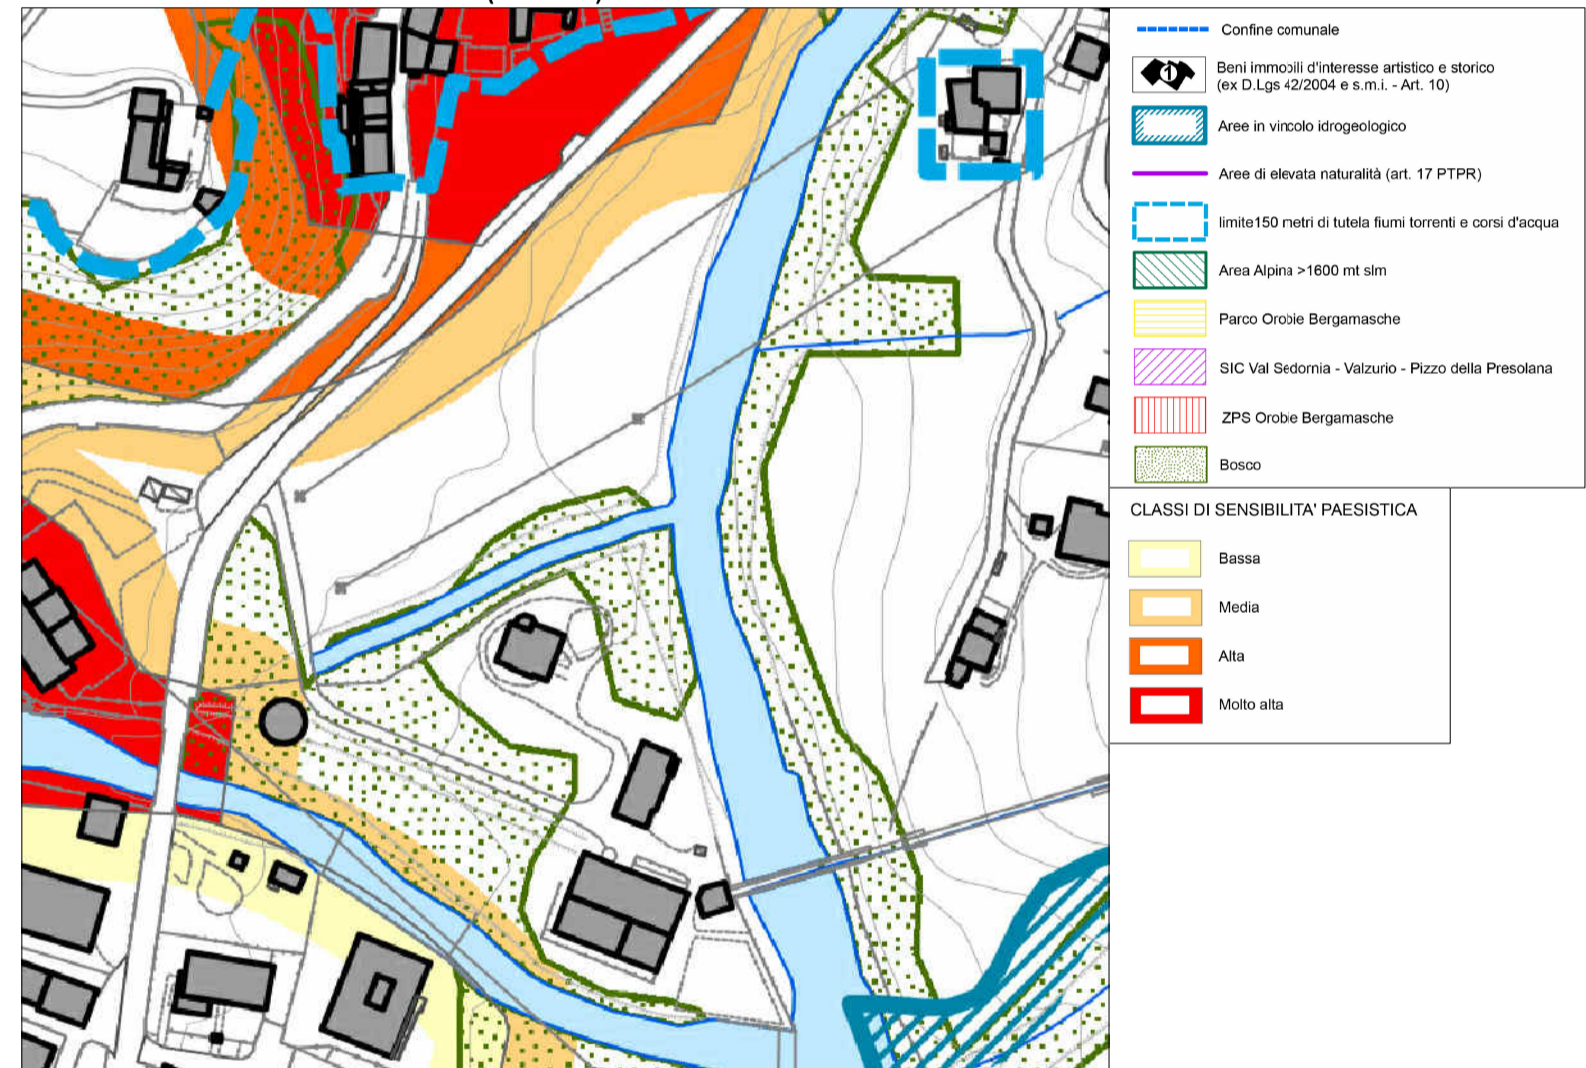 Confine comunale
1
Beni immobili d'interesse artistico e storico
(ex D.Lgs 42/2004 e s.m.i. - Art. 10)
Aree in vincolo idrogeologico
Aree di elevata naturalità (art. 17 PTPR)
limite150 metri di tutela fiumi torrenti e corsi d'acqua
Area Alpina >1600 mt slm
Parco Orobie Bergamasche
SIC Val Sedornia - Valzurio - Pizzo della Presolana
ZPS Orobie Bergamasche
Bosco
CLASSI DI SENSIBILITA' PAESISTICA
Bassa
Media
Alta
Molto alta